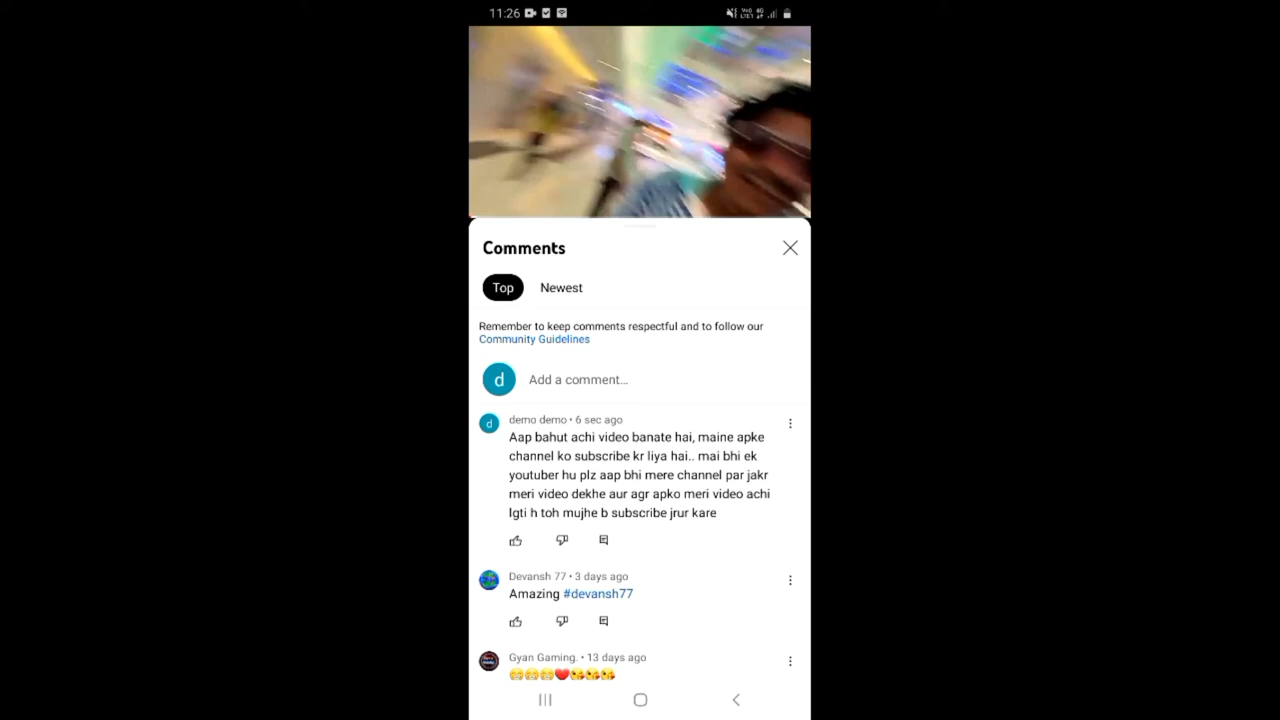 11:26
Comments
Top Newest
Remember to keep comments respectful and to follow our
Community Guidelines
d Add a comment...
d demo demo • 6 sec ago
Aap bahut achi video banate hai, maine apke
channel ko subscribe kr liya hai.. mai bhi ek
youtuber hu plz aap bhi mere channel par jakr
meri video dekhe aur agr apko meri video achi
lgti h toh mujhe b subscribe jrur kare
Devansh 77 • 3 days ago
Amazing #devansh77
Gyan Gaming. • 13 days ago
😁😁😁❤️😘😘😘